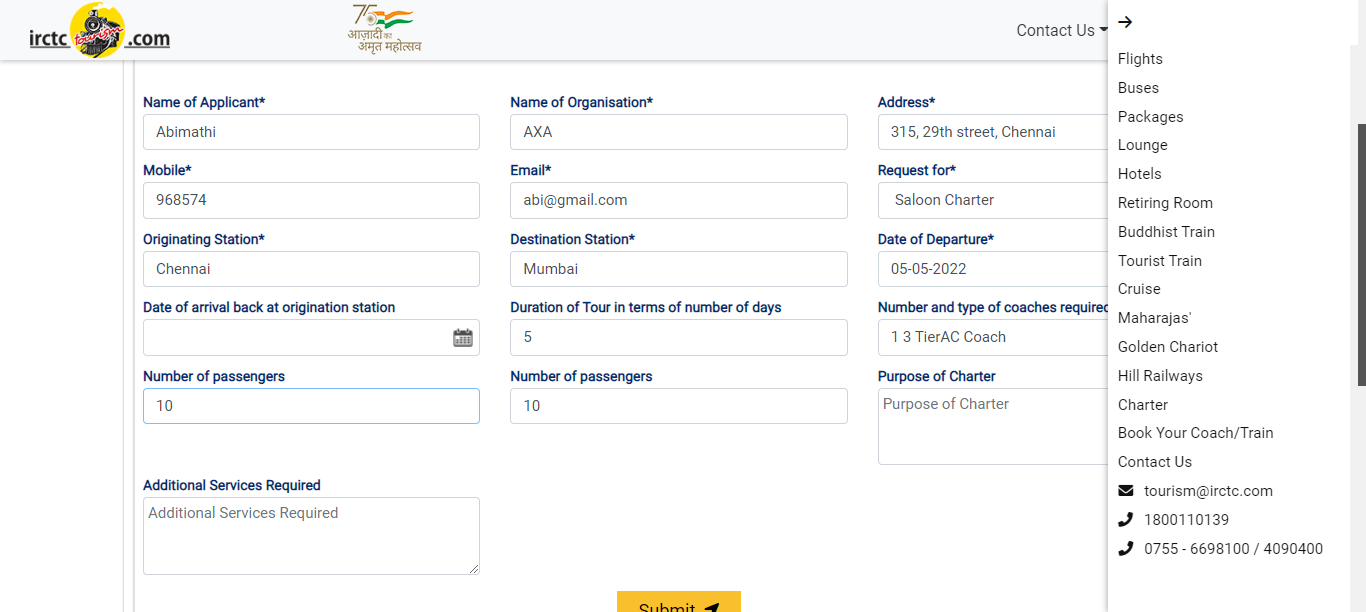 irctc tourism .com
75
आज़ादी का
अमृत महोत्सव
Contact Us
Name of Applicant* Name of Organisation* Address*
Abimathi AXA 315, 29th street, Chennai
Mobile* Email* Request for*
968574 abi@gmail.com Saloon Charter
Originating Station* Destination Station* Date of Departure*
Chennai Mumbai 05-05-2022
Date of arrival back at origination station Duration of Tour in terms of number of days Number and type of coaches required
5 1 3 TierAC Coach
Number of passengers Number of passengers Purpose of Charter
10 10 Purpose of Charter
Additional Services Required
Additional Services Required
Submit
Flights
Buses
Packages
Lounge
Hotels
Retiring Room
Buddhist Train
Tourist Train
Cruise
Maharajas'
Golden Chariot
Hill Railways
Charter
Book Your Coach/Train
Contact Us
tourism@irctc.com
1800110139
0755 - 6698100 / 4090400